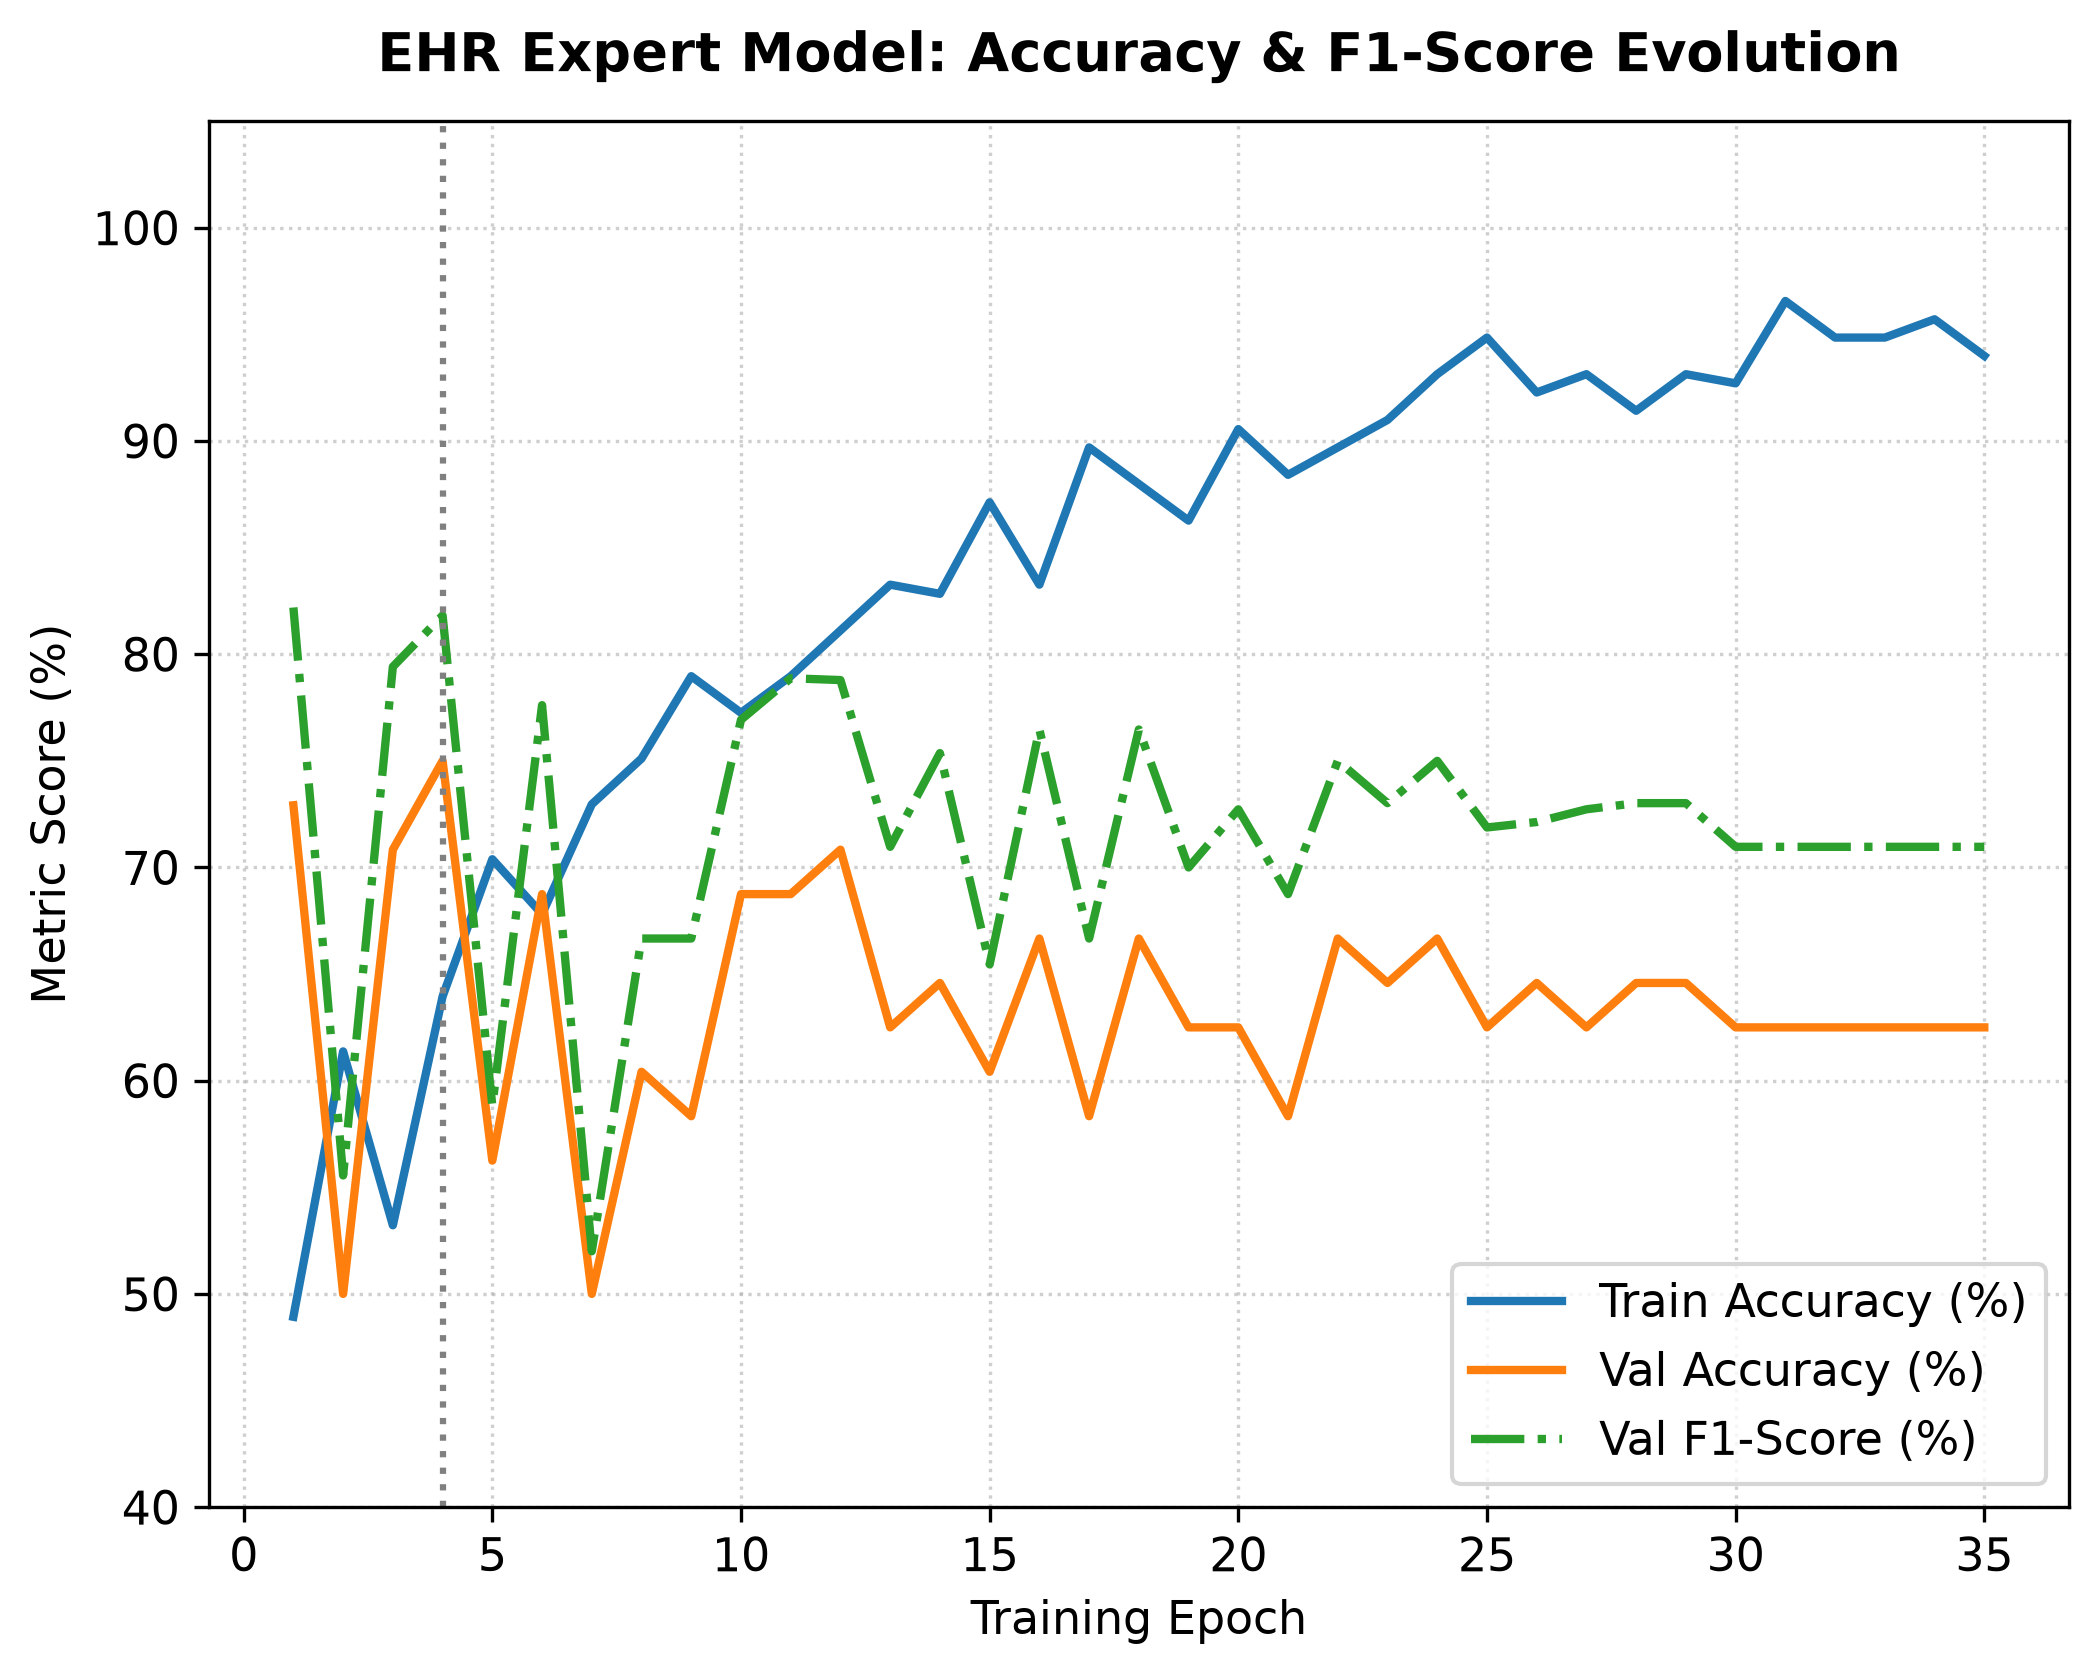 EHR Expert Model: Accuracy & F1-Score Evolution
Metric Score (%)
100
90
80
70
60
50
40
0 5 10 15 20 25 30 35
Training Epoch
Train Accuracy (%)
Val Accuracy (%)
Val F1-Score (%)